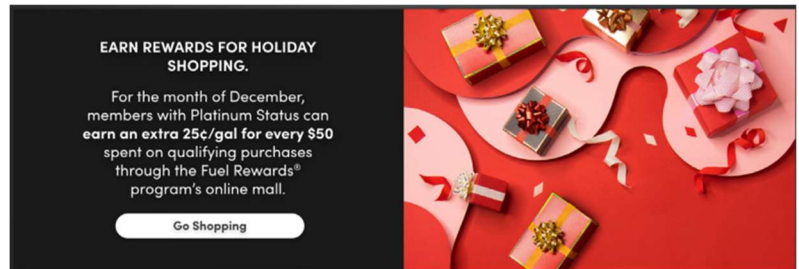 EARN REWARDS FOR HOLIDAY
SHOPPING.
For the month of December,
members with Platinum Status can
earn an extra 25¢/gal for every $50
spent on qualifying purchases
through the Fuel Rewards®
program's online mall.
Go Shopping